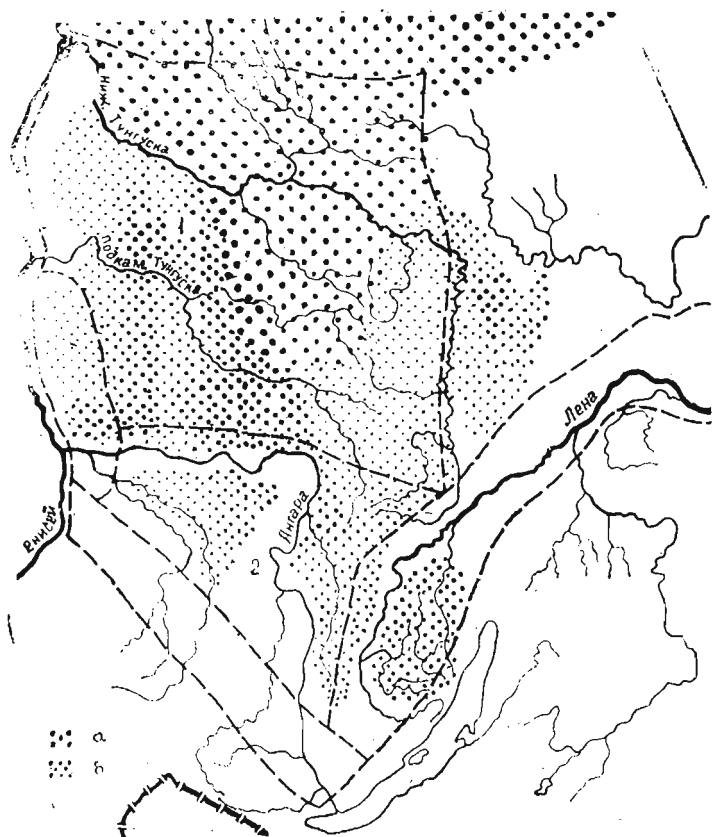 Ниж.
Тунгуска
1
Подкам. Тунгуска
Лена
Енисей
Ангара
2
а
б